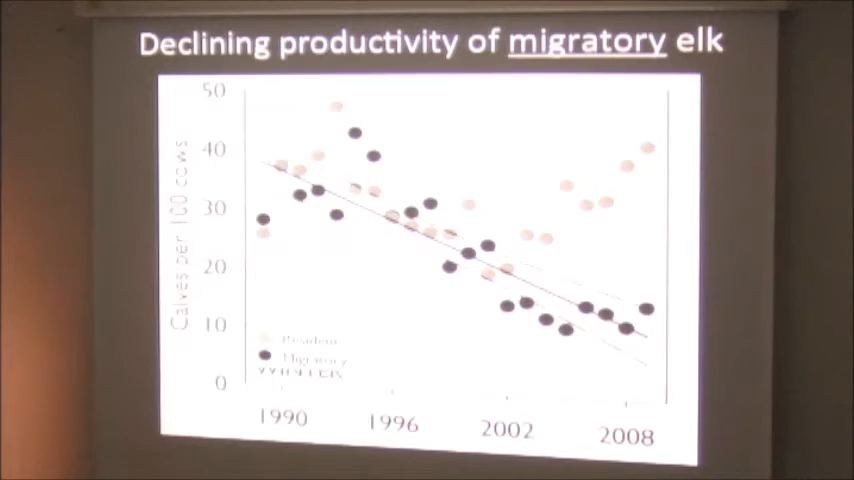 Declining productivity of migratory elk
50
40
30
20
10
0
Calves per 100 cows
Resident
Migratory
1990
1996
2002
2008